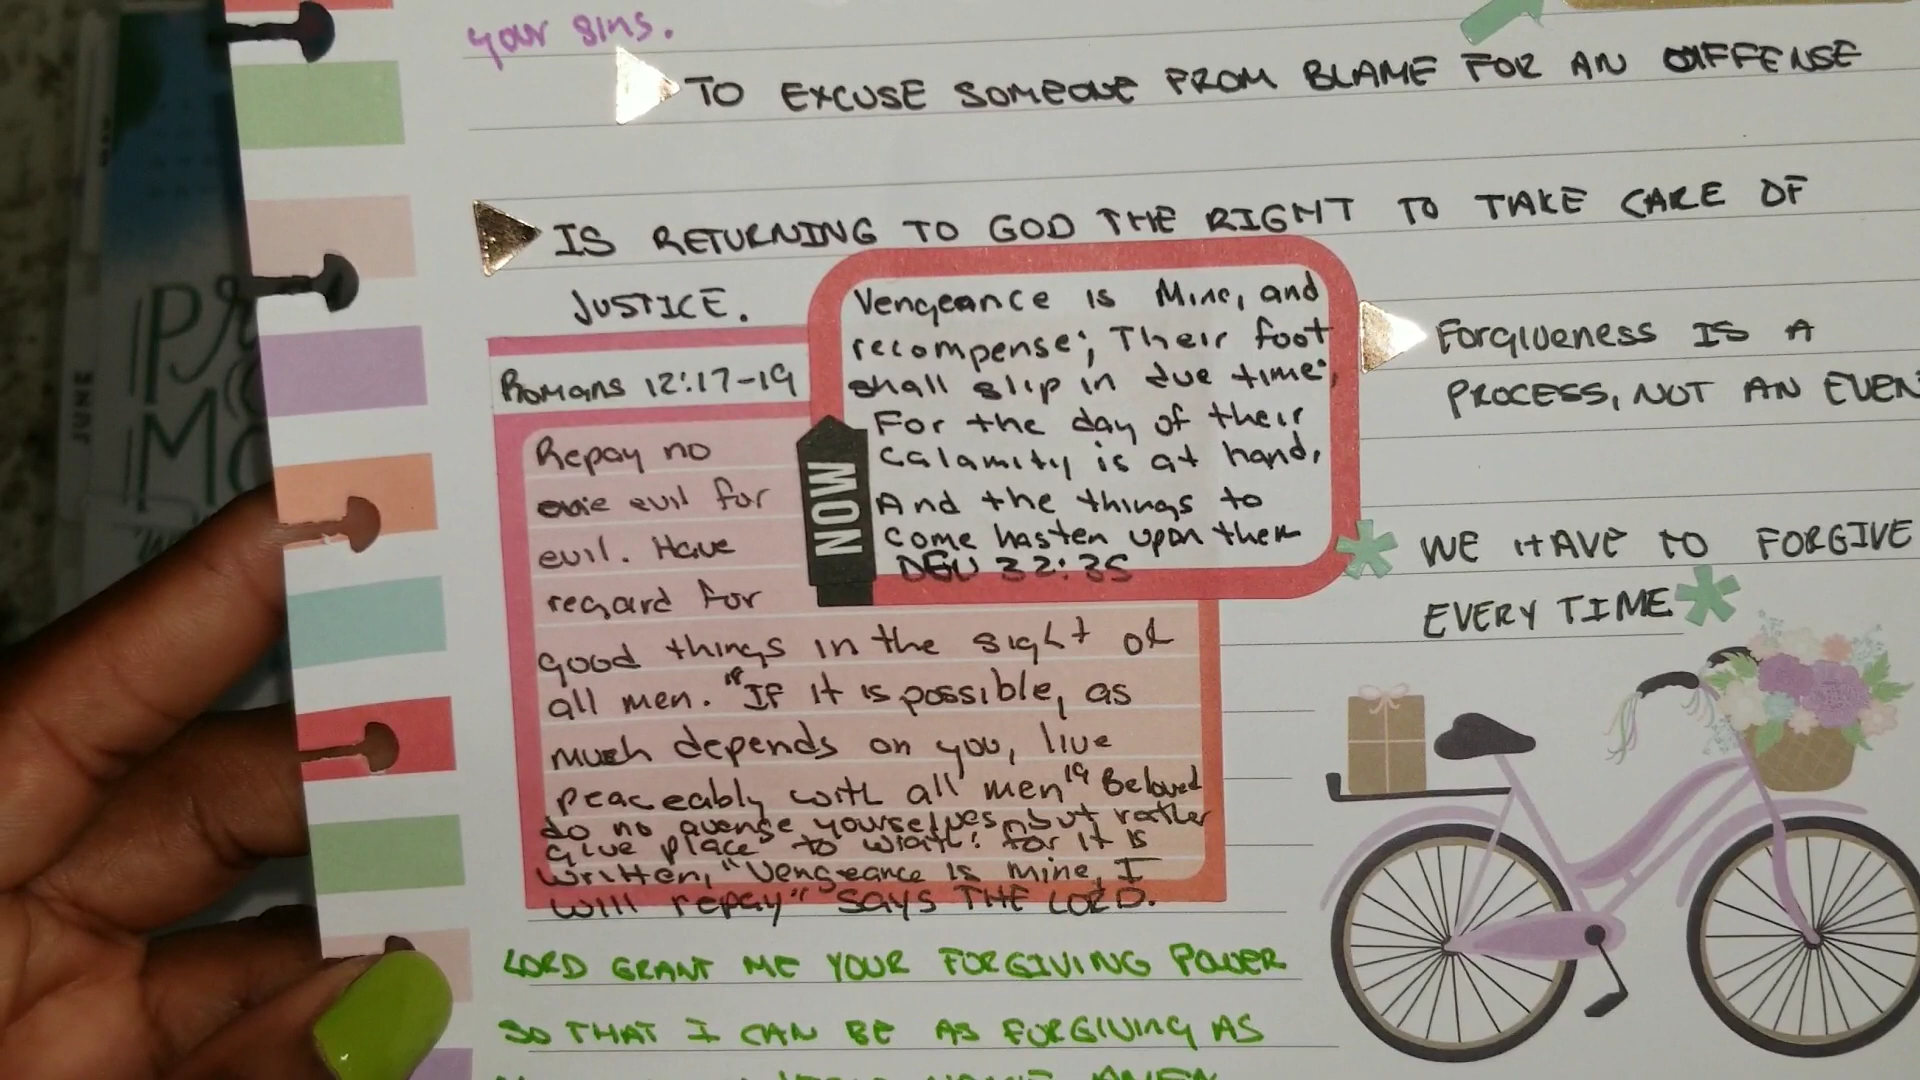 your sins.
TO EXCUSE SOMEONE FROM BLAME FOR AN OFFENSE
IS RETURNING TO GOD THE RIGHT TO TAKE CARE OF
JUSTICE.
Vengeance is Mine, and
recompense; Their foot
shall slip in due time;
For the day of their
calamity is at hand,
And the things to
come hasten upon them
DEU 32:35
NOW
Romans 12:17-19
Repay no
evil for
evil. Have
regard for
good things in the sight of
all men. 18 If it is possible, as
much depends on you, live
peaceably with all men 19 Beloved
do no avenge yourselves, but rather
give place to wrath: for it is
written, "Vengeance is mine, I
will repay" says THE LORD.
Forgiveness IS A
PROCESS, NOT AN EVEN
WE HAVE TO FORGIVE
EVERY TIME
LORD GRANT ME YOUR FORGIVING POWER
SO THAT I CAN BE AS FORGIVING AS
JUNE